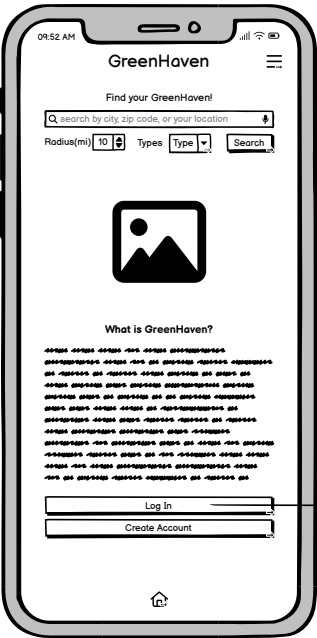 09:52 AM
GreenHaven
Find your GreenHaven!
search by city, zip code, or your location
Radius(mi) 10 Types Type Search
What is GreenHaven?
Log In
Create Account